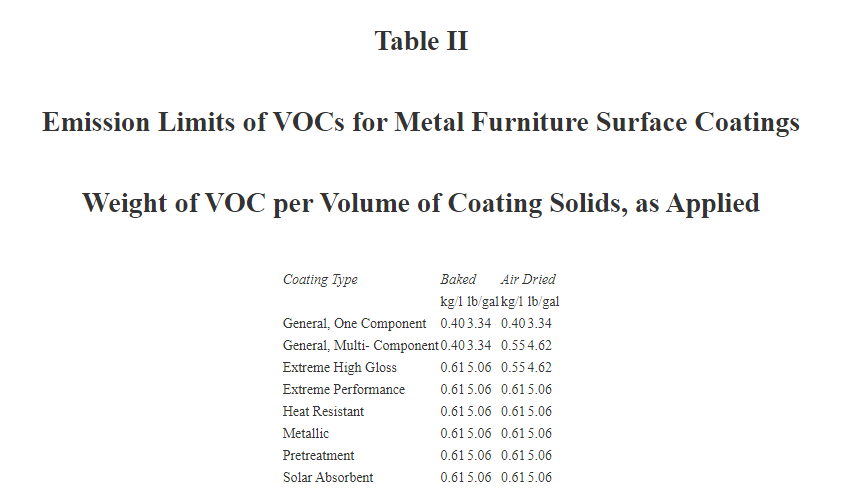 Table II
Emission Limits of VOCs for Metal Furniture Surface Coatings
Weight of VOC per Volume of Coating Solids, as Applied
Coating Type Baked Air Dried
kg/l lb/gal kg/l lb/gal
General, One Component 0.40 3.34 0.40 3.34
General, Multi- Component 0.40 3.34 0.55 4.62
Extreme High Gloss 0.61 5.06 0.55 4.62
Extreme Performance 0.61 5.06 0.61 5.06
Heat Resistant 0.61 5.06 0.61 5.06
Metallic 0.61 5.06 0.61 5.06
Pretreatment 0.61 5.06 0.61 5.06
Solar Absorbent 0.61 5.06 0.61 5.06